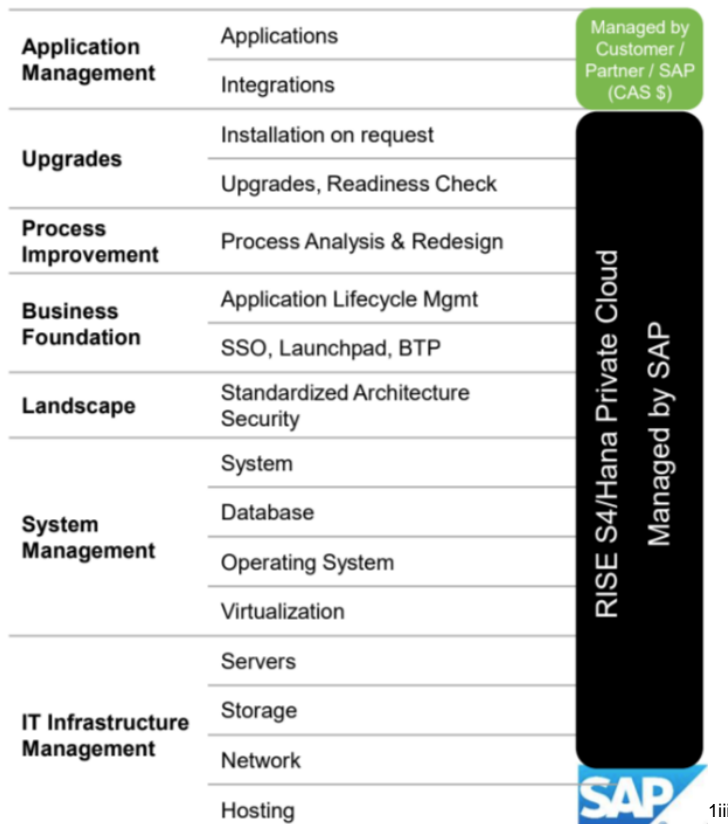 Application
Management
Applications
Integrations
Managed by
Customer /
Partner / SAP
(CAS $)
Upgrades
Installation on request
Upgrades, Readiness Check
Process
Improvement
Process Analysis & Redesign
Business
Foundation
Application Lifecycle Mgmt
SSO, Launchpad, BTP
Landscape
Standardized Architecture
Security
System
Management
System
Database
Operating System
Virtualization
IT Infrastructure
Management
Servers
Storage
Network
Hosting
RISE S4/Hana Private Cloud
Managed by SAP
SAP